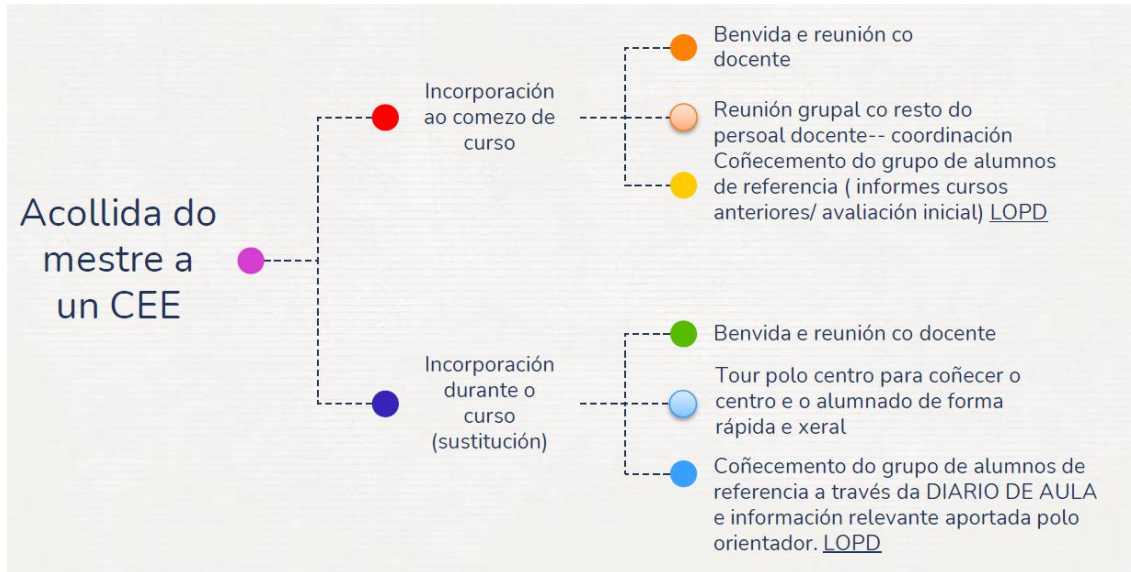 Acollida do
mestre a
un CEE
Incorporación
ao comezo de
curso
Benvida e reunión co
docente
Reunión grupal co resto do
persoal docente-- coordinación
Coñecemento do grupo de alumnos
de referencia ( informes cursos
anteriores/ avaliación inicial) LOPD
Incorporación
durante o
curso
(sustitución)
Benvida e reunión co docente
Tour polo centro para coñecer o
centro e o alumnado de forma
rápida e xeral
Coñecemento do grupo de alumnos de
referencia a través da DIARIO DE AULA
e información relevante aportada polo
orientador. LOPD